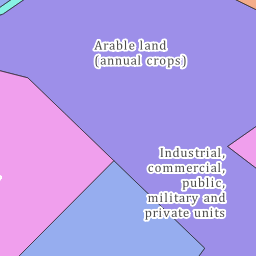 Arable land
(annual crops)
Industrial,
commercial,
public,
military and
private units